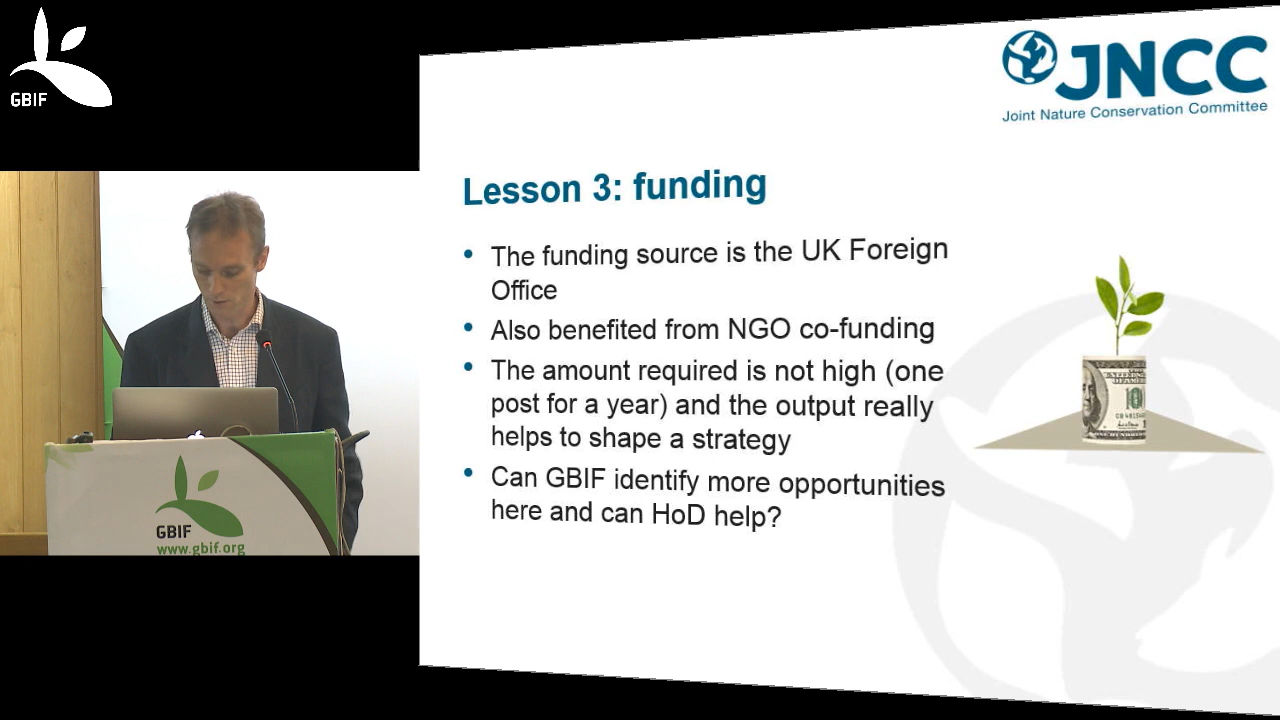 GBIF
JNCC
Joint Nature Conservation Committee
Lesson 3: funding
• The funding source is the UK Foreign
Office
• Also benefited from NGO co-funding
• The amount required is not high (one
post for a year) and the output really
helps to shape a strategy
• Can GBIF identify more opportunities
here and can HoD help?
GBIF
www.gbif.org